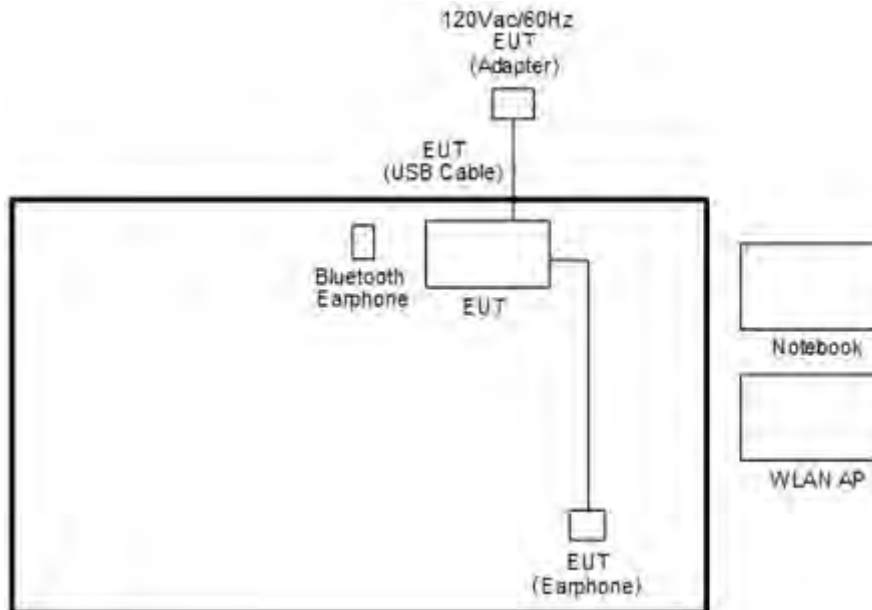 120Vac/60Hz
EUT
(Adapter)
EUT
(USB Cable)
Bluetooth
Earphone
EUT
Notebook
WLAN AP
EUT
(Earphone)